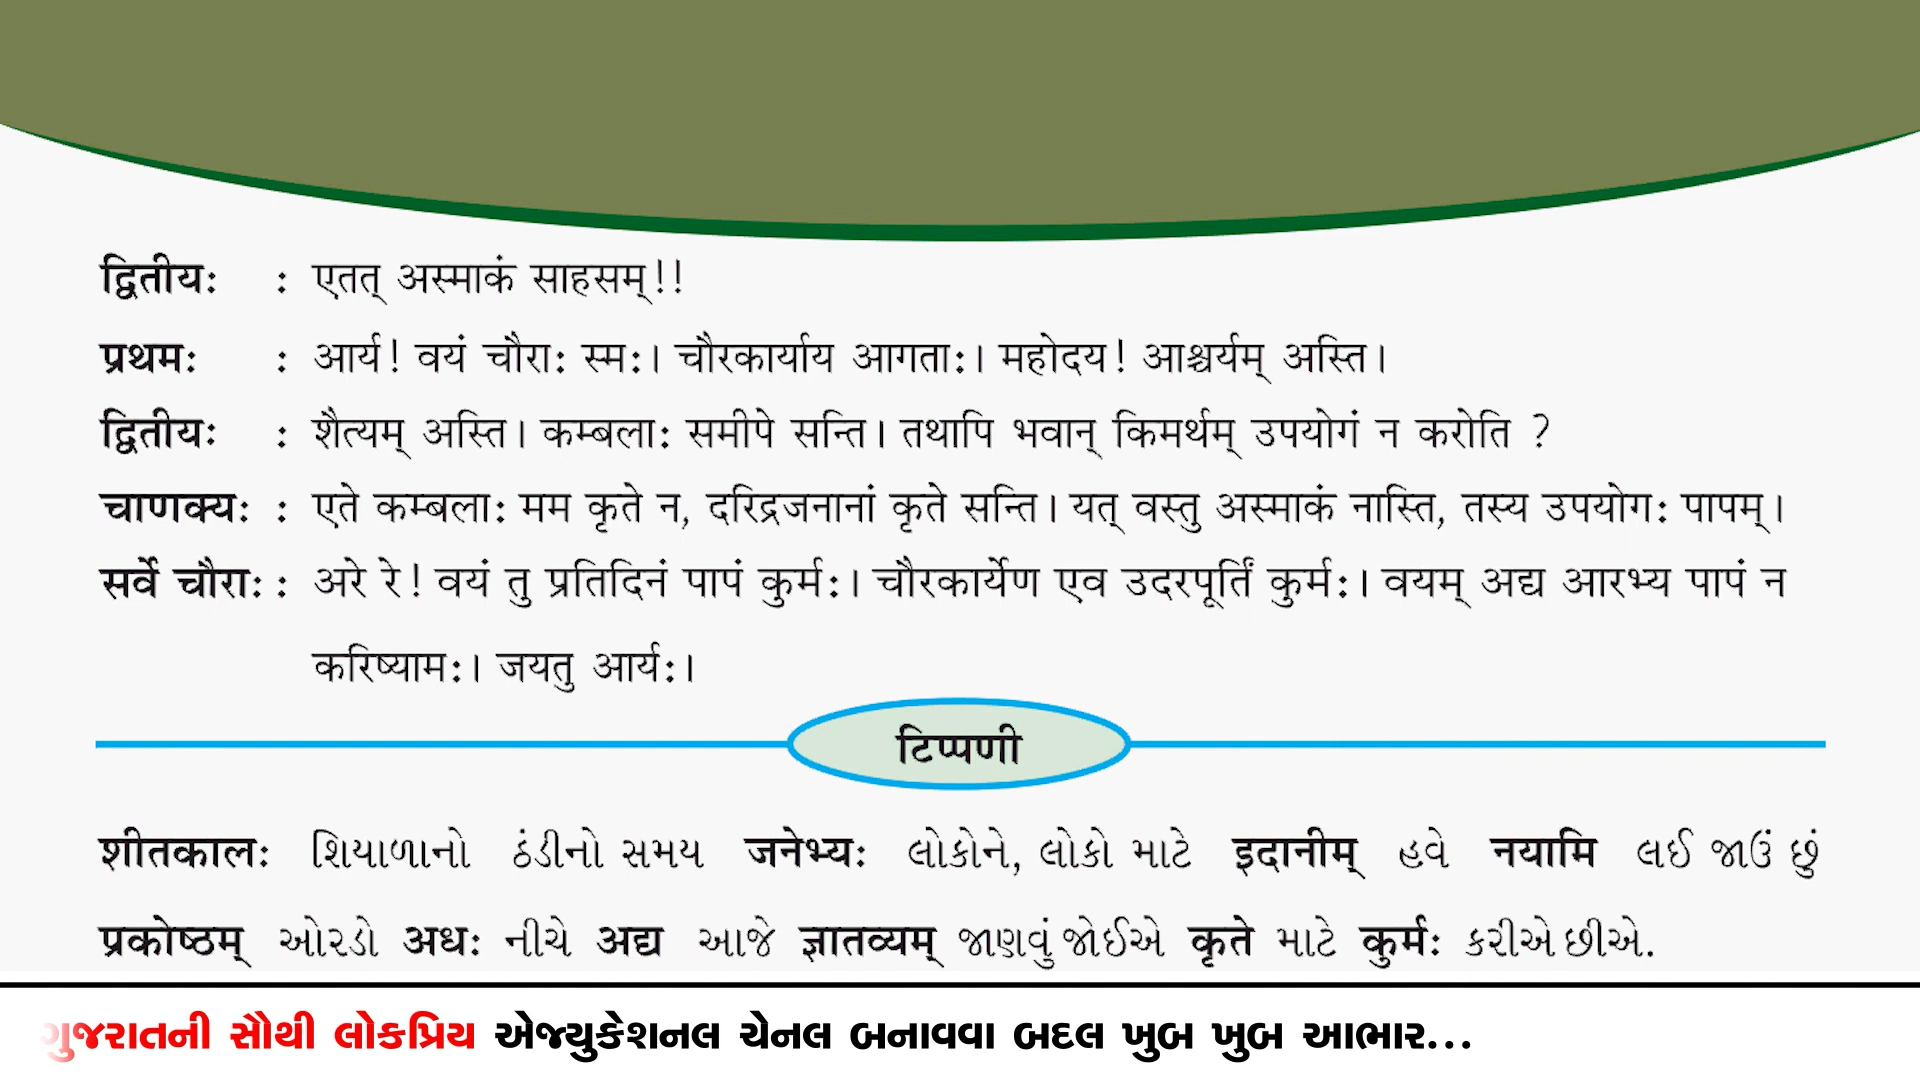 द्वितीयः : एतत् अस्माकं साहसम्!!
प्रथमः : आर्य! वयं चौराः स्मः। चौरकार्याय आगताः। महोदय! आश्चर्यम् अस्ति।
द्वितीयः : शैत्यम् अस्ति। कम्बलाः समीपे सन्ति। तथापि भवान् किमर्थम् उपयोगं न करोति ?
चाणक्यः : एते कम्बलाः मम कृते न, दरिद्रजनानां कृते सन्ति। यत् वस्तु अस्माकं नास्ति, तस्य उपयोगः पापम्।
सर्वे चौराः : अरे रे! वयं तु प्रतिदिनं पापं कुर्मः। चौरकार्येण एव उदरपूर्तिं कुर्मः। वयम् अद्य आरभ्य पापं न
करिष्यामः। जयतु आर्यः।
टिप्पणी
शीतकालः શિયાળાનો ઠંડીનો સમય जनेभ्यः લોકોને, લોકો માટે इदानीम् હવે नयामि લઈ જાઉં છું
प्रकोष्ठम् ઓરડો अधः નીચે अद्य આજે ज्ञातव्यम् જાણવું જોઈએ कृते માટે कुर्मः કરીએ છીએ.
ગુજરાતની સૌથી લોકપ્રિય એજ્યુકેશનલ ચેનલ બનાવવા બદલ ખુબ ખુબ આભાર...